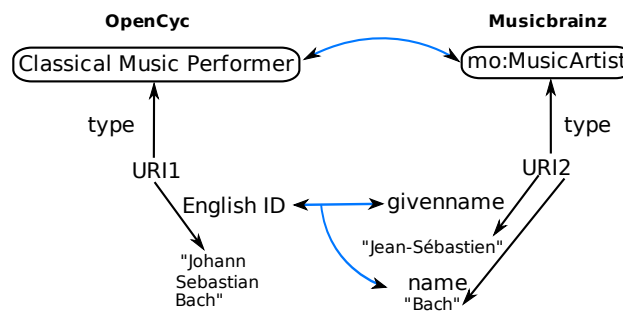 OpenCyc
Musicbrainz
Classical Music Performer
mo:MusicArtist
type
type
URI1
URI2
English ID
givenname
"Jean-Sébastien"
"Johann
Sebastian
Bach"
name
"Bach"